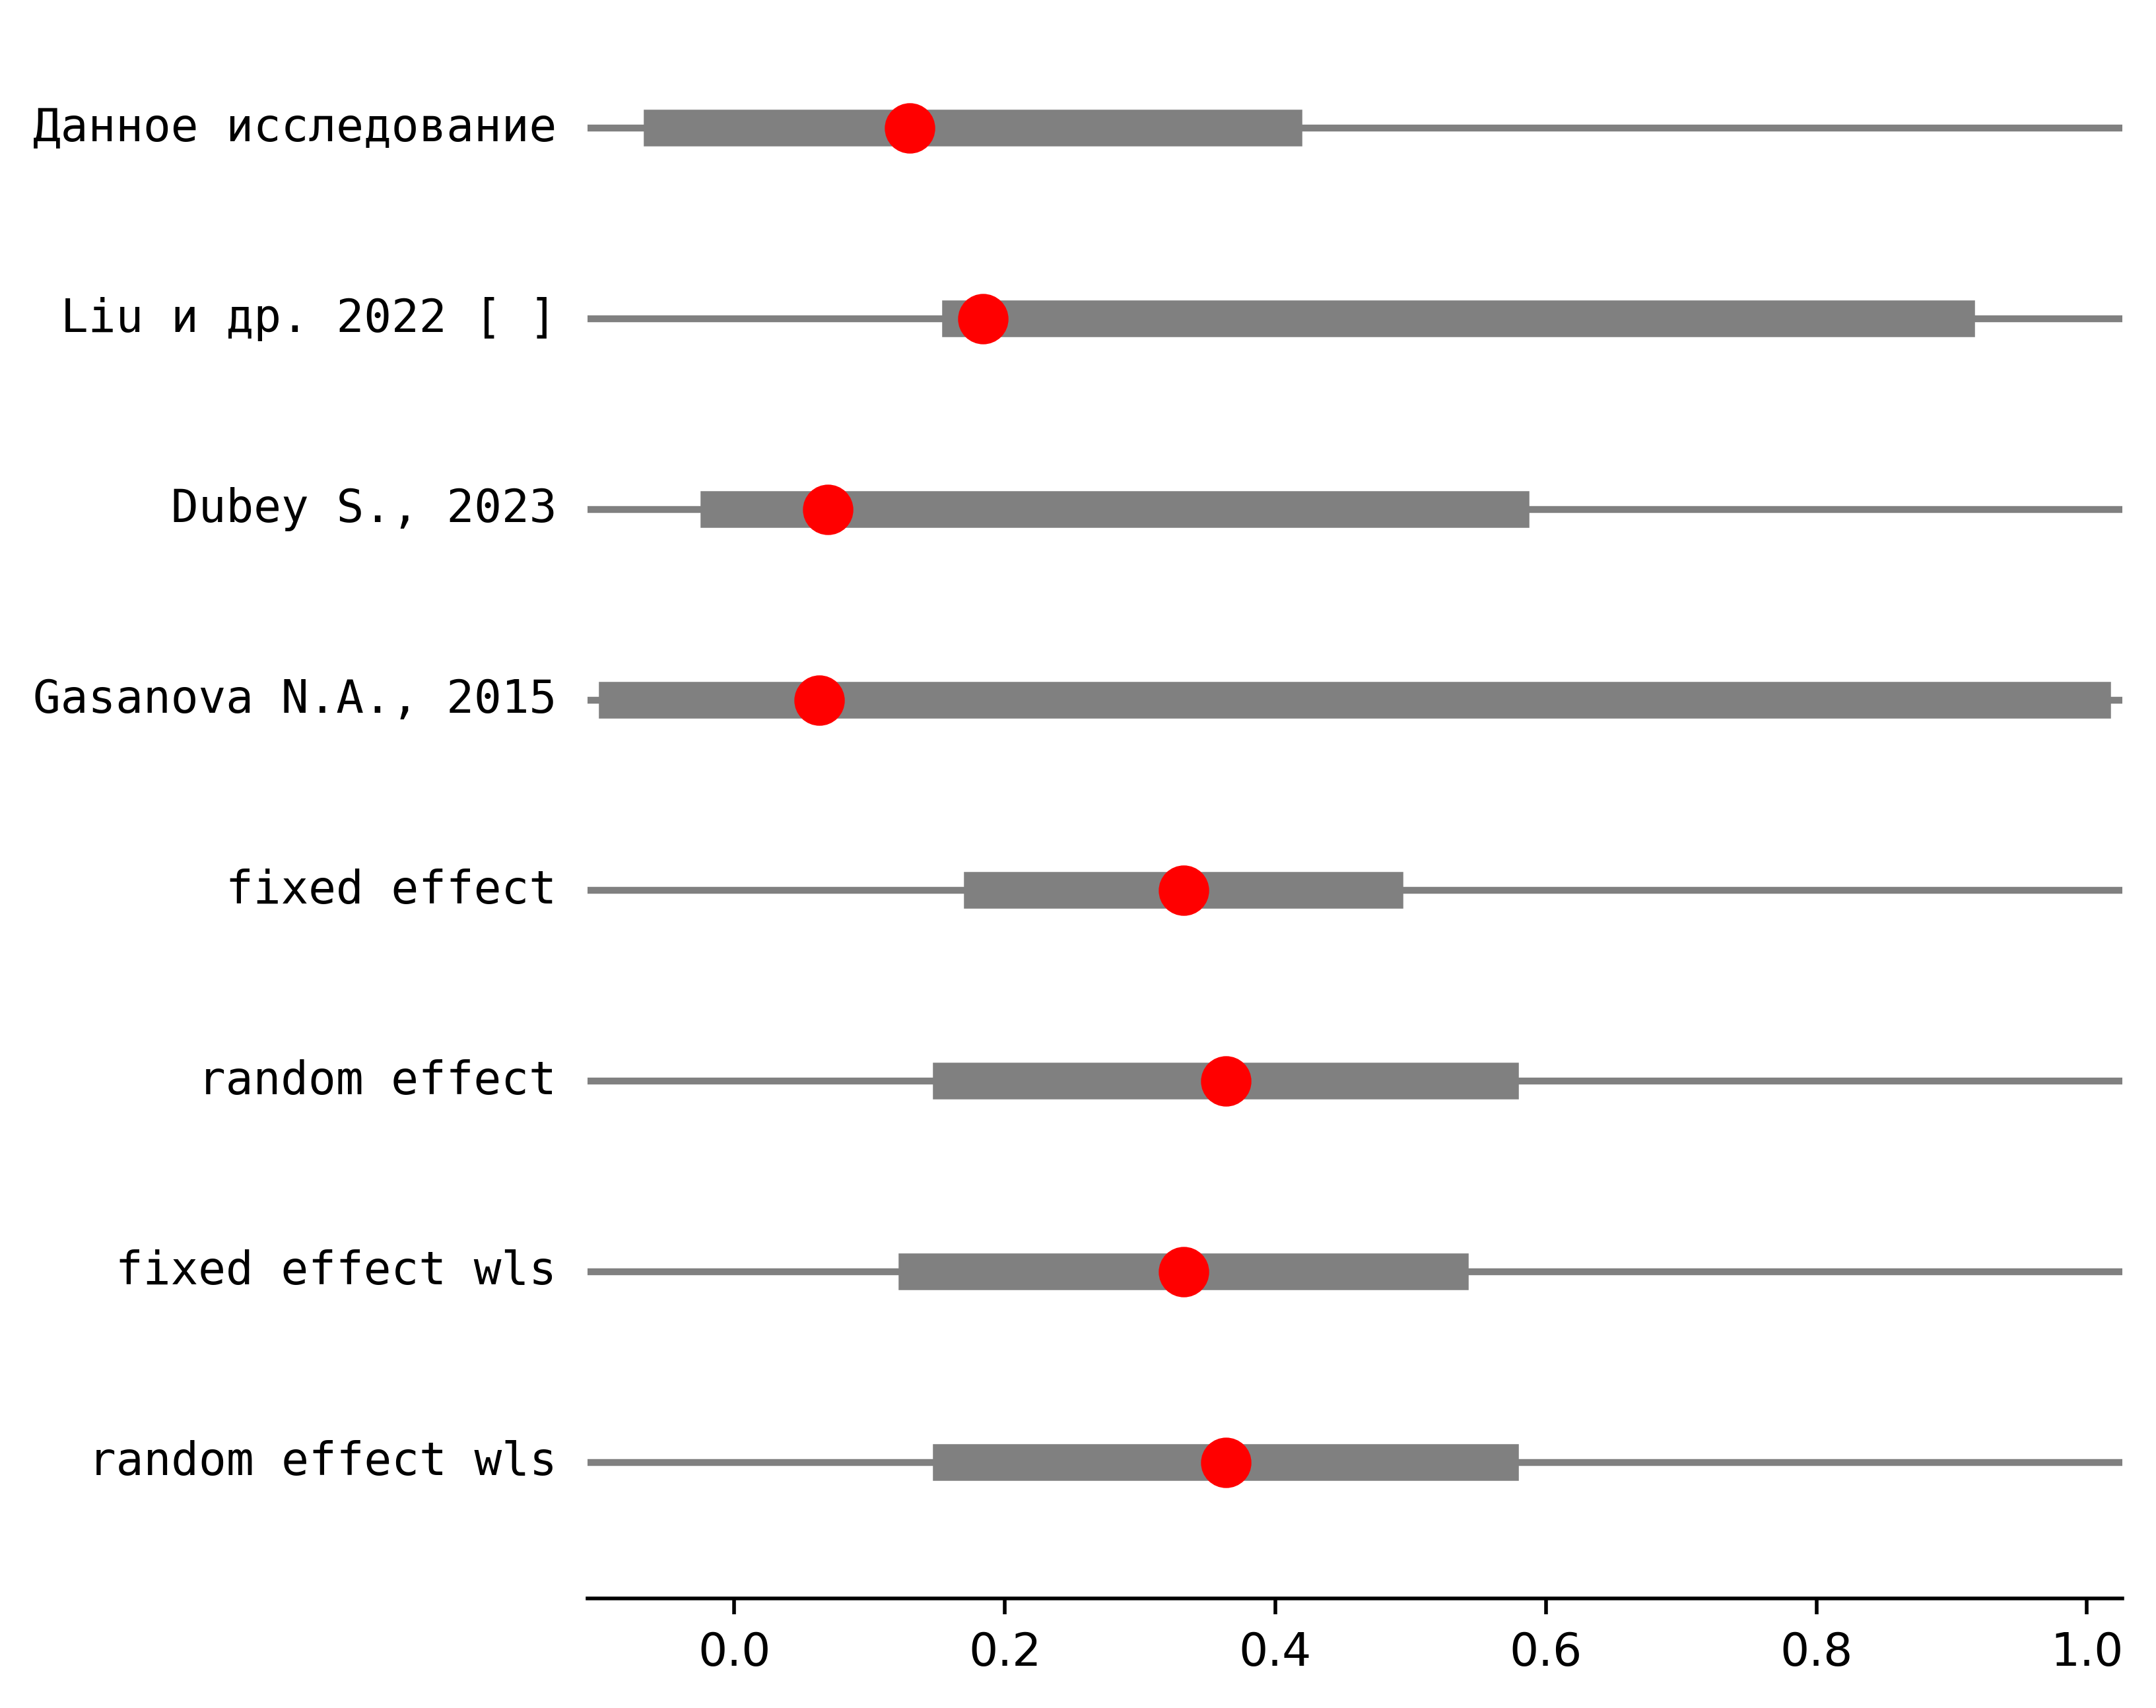 Данное исследование
Liu и др. 2022 [ ]
Dubey S., 2023
Gasanova N.A., 2015
fixed effect
random effect
fixed effect wls
random effect wls
0.0 0.2 0.4 0.6 0.8 1.0